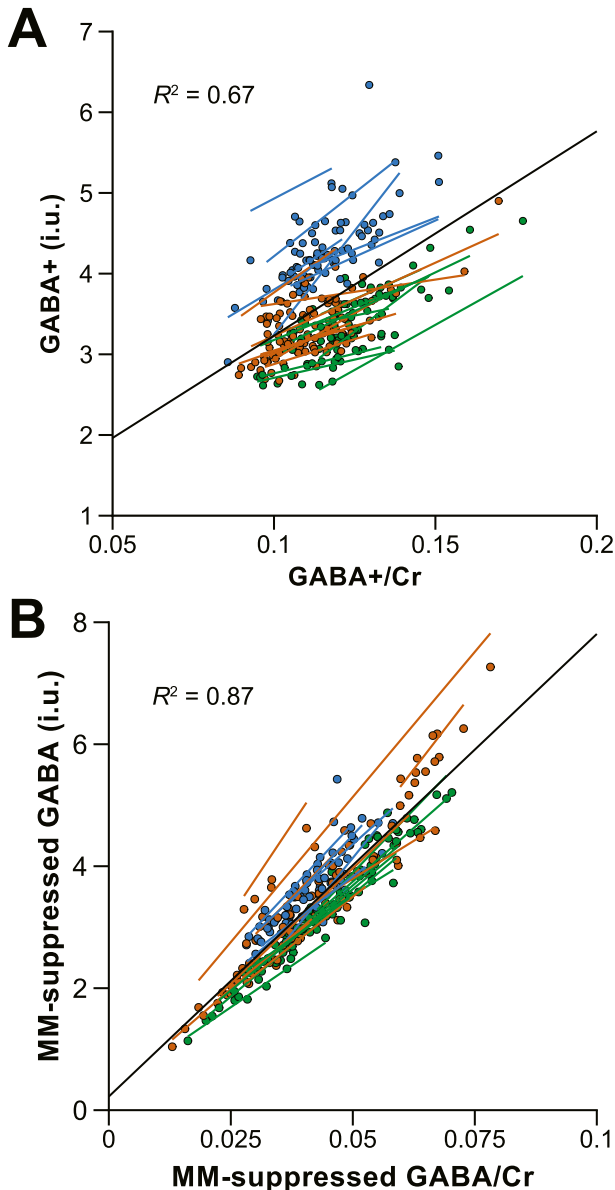 A
7
6
5
4
3
2
1
R² = 0.67
GABA+ (i.u.)
0.05
0.1
0.15
0.2
GABA+/Cr
B
8
6
4
2
0
R² = 0.87
MM-suppressed GABA (i.u.)
0
0.025
0.05
0.075
0.1
MM-suppressed GABA/Cr